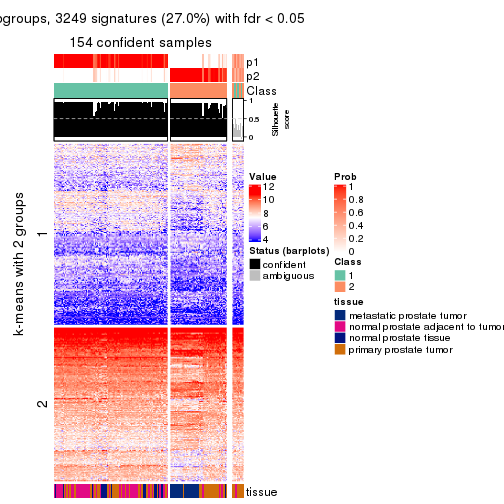 ogroups, 3249 signatures (27.0%) with fdr < 0.05
154 confident samples
p1
p2
Class
1
0.5
0
Silhouette
score
k-means with 2 groups
1
2
Value
12
10
8
6
4
Status (barplots)
confident
ambiguous
Prob
1
0.8
0.6
0.4
0.2
0
Class
1
2
tissue
metastatic prostate tumor
normal prostate adjacent to tumor
normal prostate tissue
primary prostate tumor
tissue